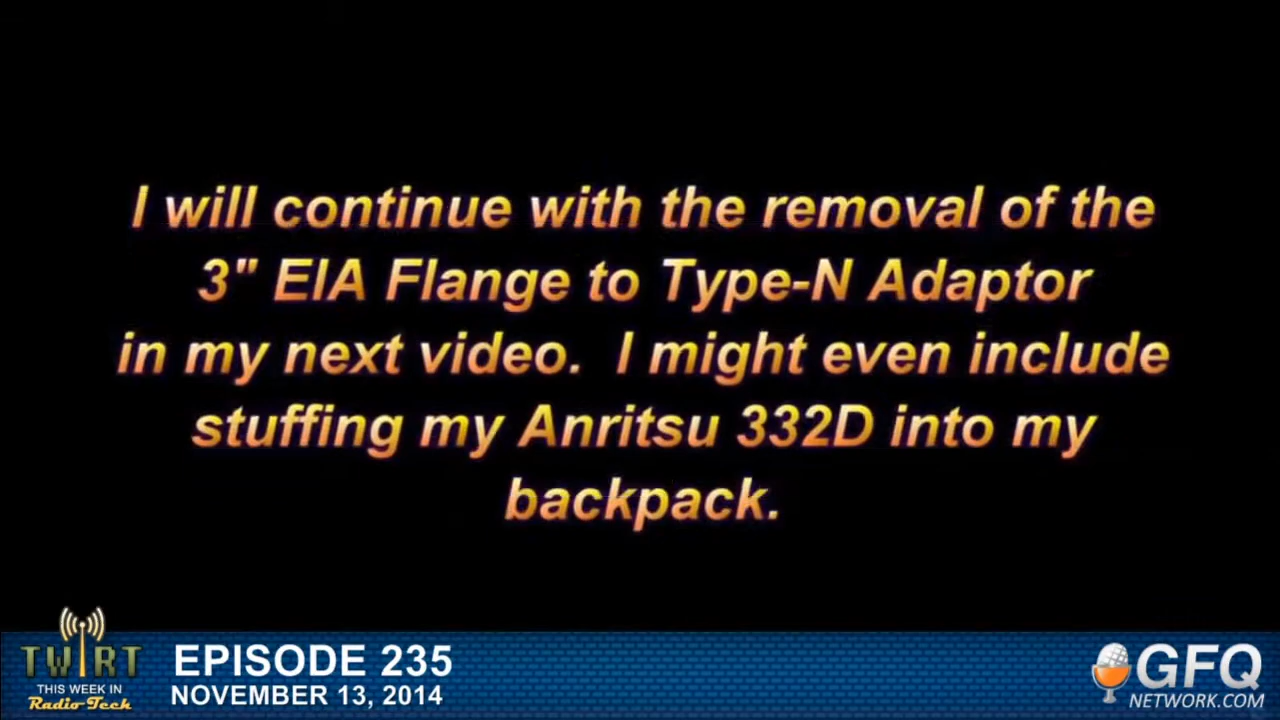 I will continue with the removal of the
3" EIA Flange to Type-N Adaptor
in my next video.  I might even include
stuffing my Anritsu 332D into my
backpack.
TWiRT
THIS WEEK IN
Radio Tech
EPISODE 235
NOVEMBER 13, 2014
GFQ
NETWORK.COM